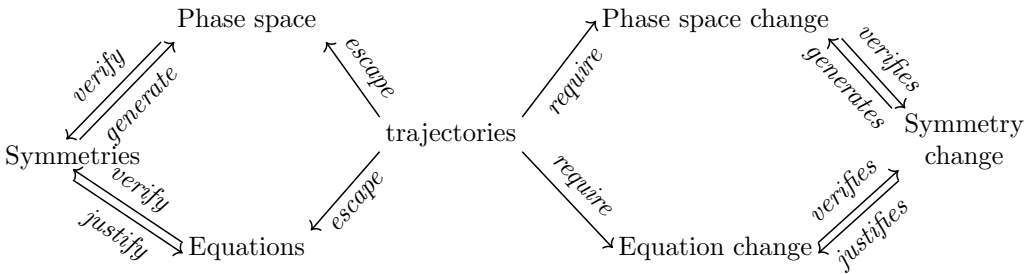 Phase space
Phase space change
verify
generate
escape
require
verifies
generates
trajectories
Symmetries
Symmetry
change
verify
justify
escape
require
verifies
justifies
Equations
Equation change